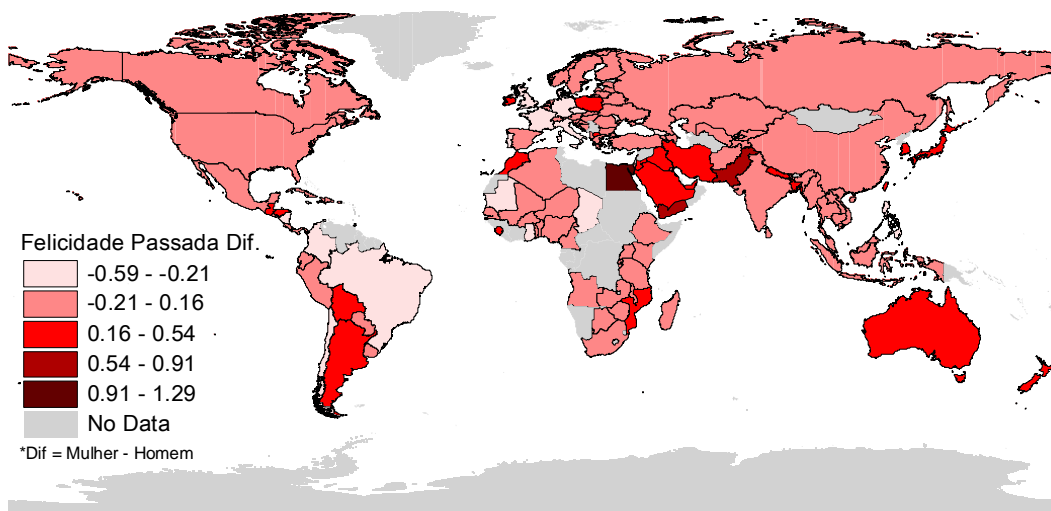 Felicidade Passada Dif.
-0.59 - -0.21
-0.21 - 0.16
0.16 - 0.54
0.54 - 0.91
0.91 - 1.29
No Data
*Dif = Mulher - Homem